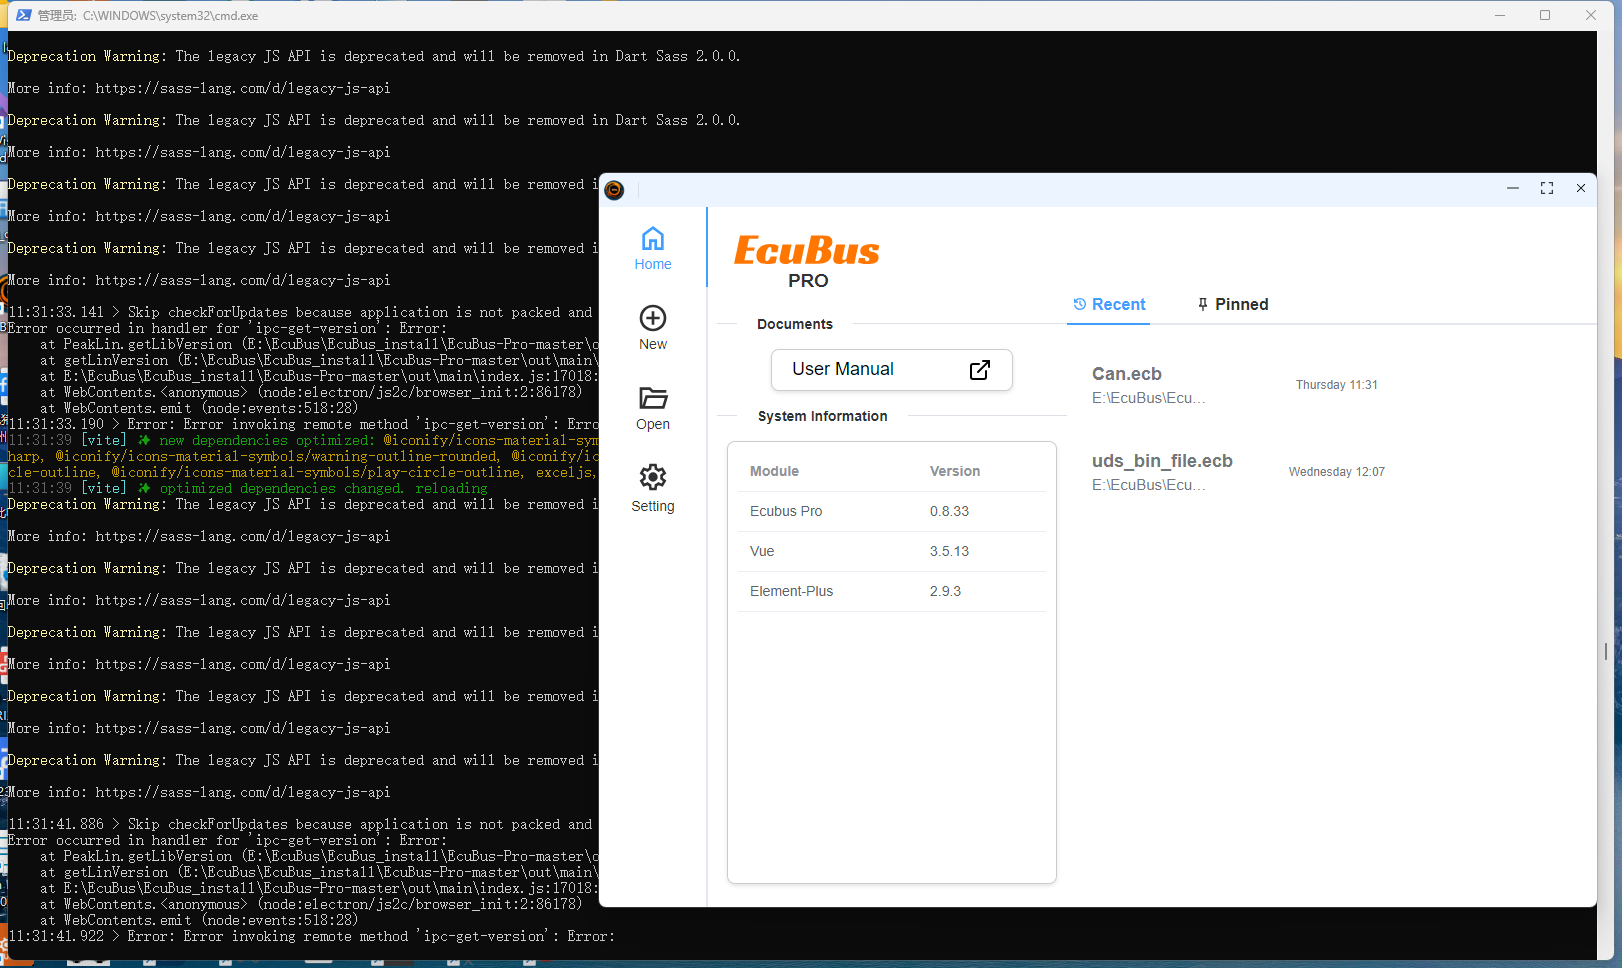 管理员: C:\WINDOWS\system32\cmd.exe
Deprecation Warning: The legacy JS API is deprecated and will be removed in Dart Sass 2.0.0.
More info: https://sass-lang.com/d/legacy-js-api
Deprecation Warning: The legacy JS API is deprecated and will be removed in Dart Sass 2.0.0.
More info: https://sass-lang.com/d/legacy-js-api
Deprecation Warning: The legacy JS API is deprecated and will be removed i
More info: https://sass-lang.com/d/legacy-js-api
Deprecation Warning: The legacy JS API is deprecated and will be removed i
More info: https://sass-lang.com/d/legacy-js-api
11:31:33.141 > Skip checkForUpdates because application is not packed and
Error occurred in handler for 'ipc-get-version': Error:
at PeakLin.getLibVersion (E:\EcuBus\EcuBus_install\EcuBus-Pro-master\o
at getLinVersion (E:\EcuBus\EcuBus_install\EcuBus-Pro-master\out\main\
at E:\EcuBus\EcuBus_install\EcuBus-Pro-master\out\main\index.js:17018:
at WebContents.<anonymous> (node:electron/js2c/browser_init:2:86178)
at WebContents.emit (node:events:518:28)
11:31:33.190 > Error: Error invoking remote method 'ipc-get-version': Erro
11:31:39 [vite] ✨ new dependencies optimized: @iconify/icons-material-sym
harp, @iconify/icons-material-symbols/warning-outline-rounded, @iconify/ic
cle-outline, @iconify/icons-material-symbols/play-circle-outline, exceljs,
11:31:39 [vite] ✨ optimized dependencies changed. reloading
Deprecation Warning: The legacy JS API is deprecated and will be removed i
More info: https://sass-lang.com/d/legacy-js-api
Deprecation Warning: The legacy JS API is deprecated and will be removed i
More info: https://sass-lang.com/d/legacy-js-api
Deprecation Warning: The legacy JS API is deprecated and will be removed i
More info: https://sass-lang.com/d/legacy-js-api
Deprecation Warning: The legacy JS API is deprecated and will be removed i
More info: https://sass-lang.com/d/legacy-js-api
Deprecation Warning: The legacy JS API is deprecated and will be removed i
More info: https://sass-lang.com/d/legacy-js-api
11:31:41.886 > Skip checkForUpdates because application is not packed and
Error occurred in handler for 'ipc-get-version': Error:
at PeakLin.getLibVersion (E:\EcuBus\EcuBus_install\EcuBus-Pro-master\o
at getLinVersion (E:\EcuBus\EcuBus_install\EcuBus-Pro-master\out\main\
at E:\EcuBus\EcuBus_install\EcuBus-Pro-master\out\main\index.js:17018:
at WebContents.<anonymous> (node:electron/js2c/browser_init:2:86178)
at WebContents.emit (node:events:518:28)
11:31:41.922 > Error: Error invoking remote method 'ipc-get-version': Error:
Home
New
Open
Setting
EcuBus
PRO
Documents
User Manual
System Information
Module Version
Ecubus Pro 0.8.33
Vue 3.5.13
Element-Plus 2.9.3
Recent Pinned
Can.ecb
E:\EcuBus\Ecu...
Thursday 11:31
uds_bin_file.ecb
E:\EcuBus\Ecu...
Wednesday 12:07